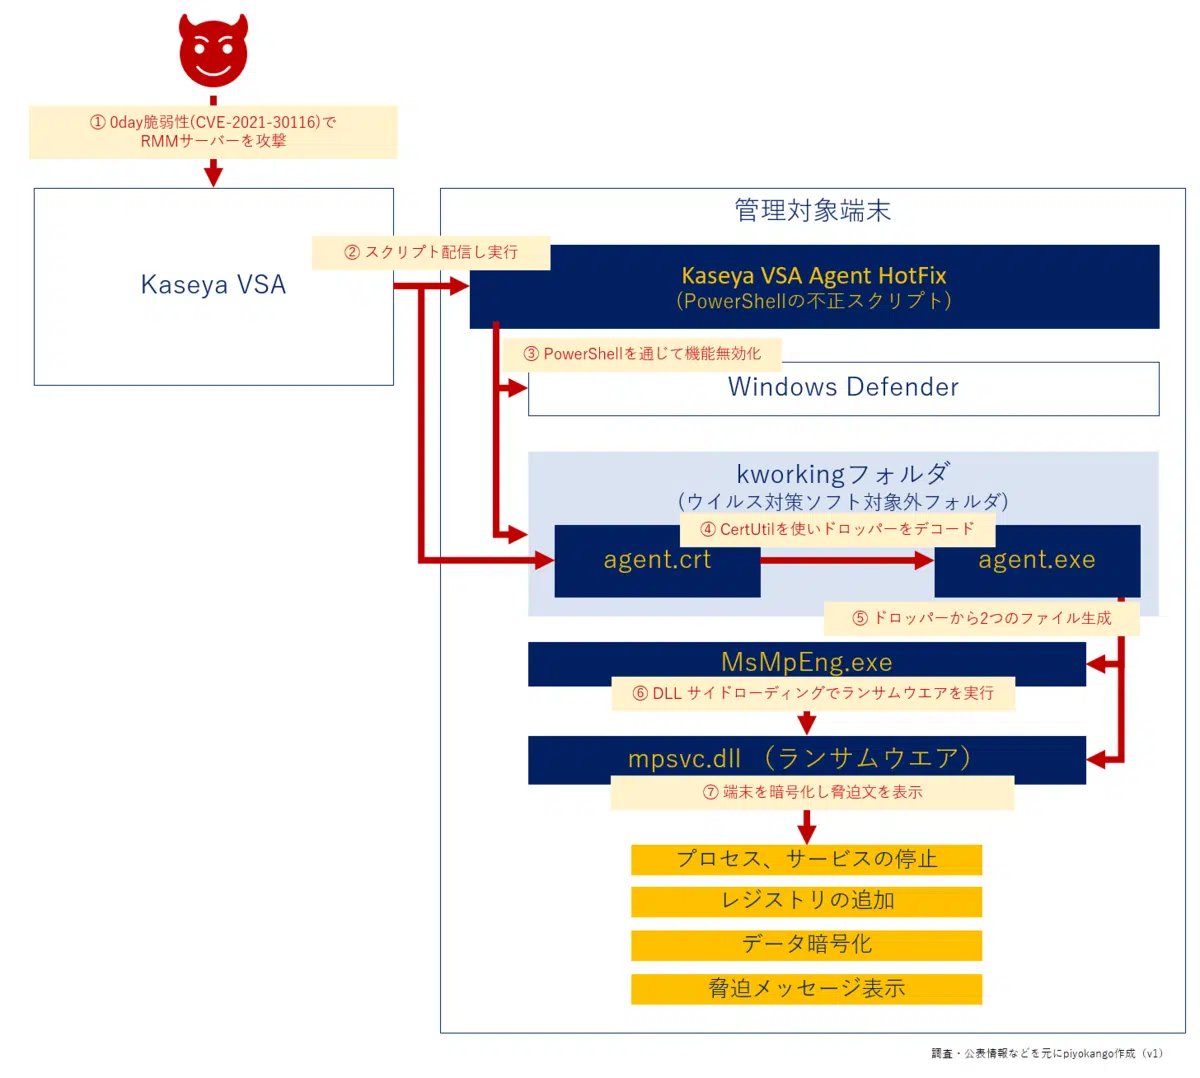 ① 0day脆弱性(CVE-2021-30116)で
RMMサーバーを攻撃
Kaseya VSA
管理対象端末
② スクリプト配信し実行
Kaseya VSA Agent HotFix
(PowerShellの不正スクリプト)
③ PowerShellを通じて機能無効化
Windows Defender
kworkingフォルダ
(ウイルス対策ソフト対象外フォルダ)
④ CertUtilを使いドロッパーをデコード
agent.crt
agent.exe
⑤ ドロッパーから2つのファイル生成
MsMpEng.exe
⑥ DLL サイドローディングでランサムウエアを実行
mpsvc.dll （ランサムウエア）
⑦ 端末を暗号化し脅迫文を表示
プロセス、サービスの停止
レジストリの追加
データ暗号化
脅迫メッセージ表示
調査・公表情報などを元にpiyokango作成（v1）